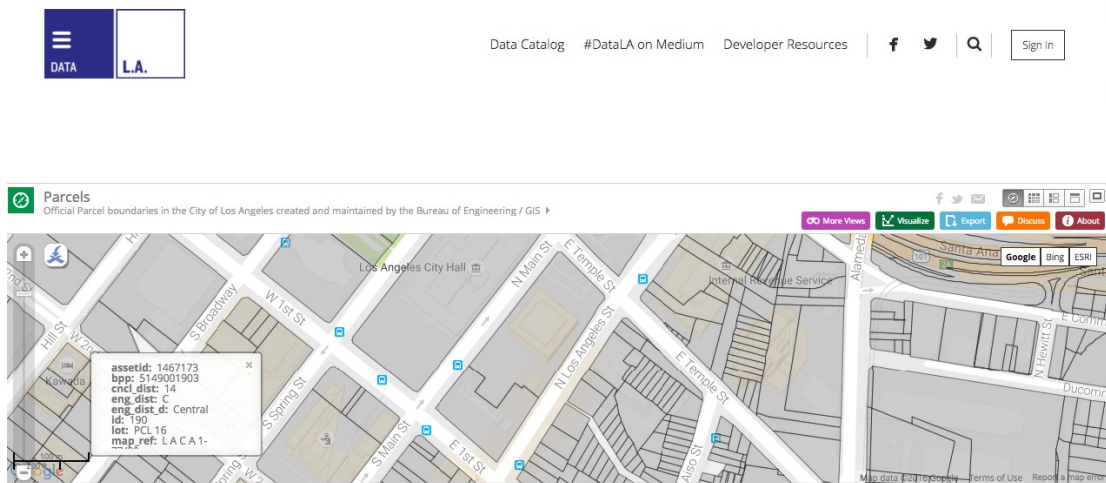 DATA
L.A.
Data Catalog #DataLA on Medium Developer Resources
Sign In
Parcels
Official Parcel boundaries in the City of Los Angeles created and maintained by the Bureau of Engineering / GIS
More Views Visualize Export Discuss About
Google Bing ESRI
Los Angeles City Hall
Internal Revenue Service
N Main St
E Temple St
Alameda
101
Santa Ana
W 1st St
S Broadway
Hill St
W 2nd
N Los Angeles St
E Temple St
N Hewitt St
E Comm
Ducomm
Kawada
S Spring St
S Main St
E 1st St
Aiso St
assetid: 1467173
bpp: 5149001903
cncl_dist: 14
eng_dist: C
eng_dist_d: Central
id: 190
lot: PCL 16
map_ref: L A C A 1-
100 m
200 ft
Google
Map data ©2016 Google Terms of Use Report a map error